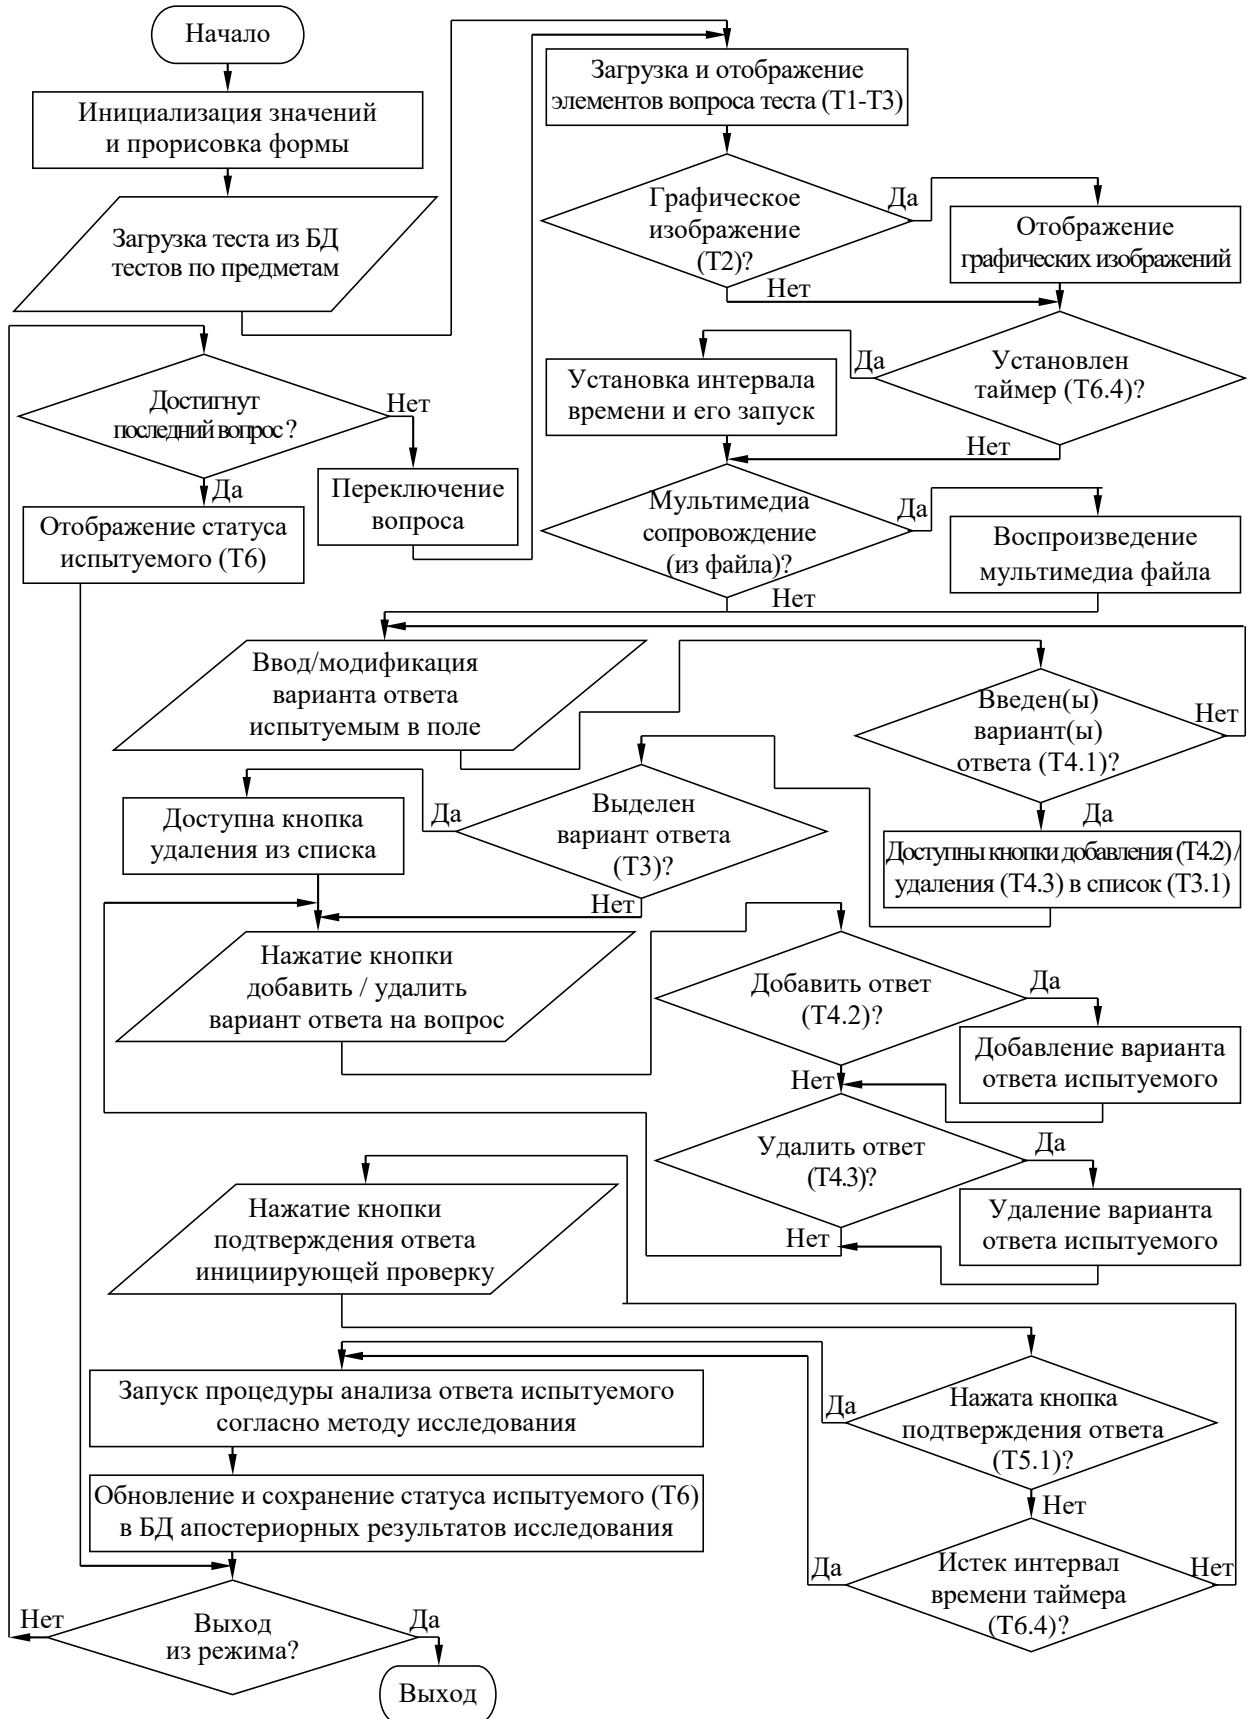 Начало
Инициализация значений
и прорисовка формы
Загрузка теста из БД
тестов по предметам
Загрузка и отображение
элементов вопроса теста (Т1-Т3)
Графическое
изображение
(Т2)?
Да
Нет
Отображение
графических изображений
Установлен
таймер (Т6.4)?
Да
Нет
Установка интервала
времени и его запуск
Достигнут
последний вопрос ?
Нет
Да
Переключение
вопроса
Отображение статуса
испытуемого (Т6)
Мультимедиа
сопровождение
(из файла)?
Да
Нет
Воспроизведение
мультимедиа файла
Ввод/модификация
варианта ответа
испытуемым в поле
Введен(ы)
вариант(ы)
ответа (Т4.1)?
Нет
Да
Доступны кнопки добавления (Т4.2) /
удаления (Т4.3) в список (Т3.1)
Выделен
вариант ответа
(Т3)?
Да
Нет
Доступна кнопка
удаления из списка
Нажатие кнопки
добавить / удалить
вариант ответа на вопрос
Добавить ответ
(Т4.2)?
Да
Нет
Добавление варианта
ответа испытуемого
Удалить ответ
(Т4.3)?
Да
Нет
Удаление варианта
ответа испытуемого
Нажатие кнопки
подтверждения ответа
инициирующей проверку
Нажата кнопка
подтверждения ответа
(Т5.1)?
Да
Нет
Запуск процедуры анализа ответа испытуемого
согласно методу исследования
Обновление и сохранение статуса испытуемого (Т6)
в БД апостериорных результатов исследования
Истек интервал
времени таймера
(Т6.4)?
Да
Нет
Выход
из режима?
Нет
Да
Выход